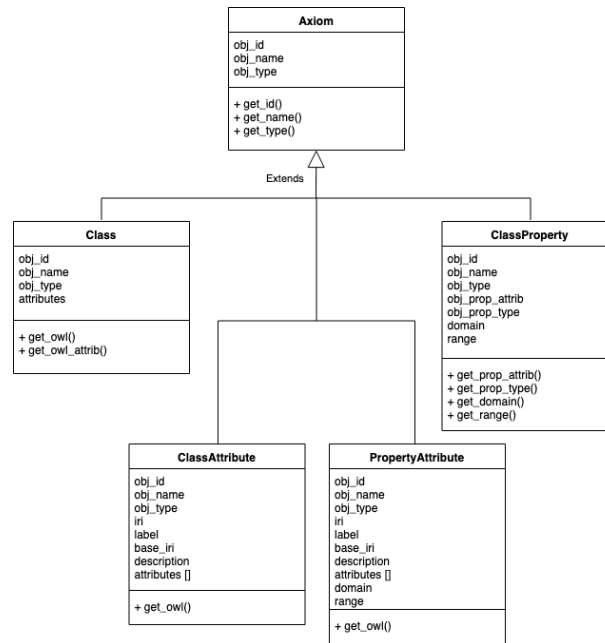 Axiom
obj_id
obj_name
obj_type
+ get_id()
+ get_name()
+ get_type()
Extends
Class
obj_id
obj_name
obj_type
attributes
+ get_owl()
+ get_owl_attrib()
ClassProperty
obj_id
obj_name
obj_type
obj_prop_attrib
obj_prop_type
domain
range
+ get_prop_attrib()
+ get_prop_type()
+ get_domain()
+ get_range()
ClassAttribute
obj_id
obj_name
obj_type
iri
label
base_iri
description
attributes []
+ get_owl()
PropertyAttribute
obj_id
obj_name
obj_type
iri
label
base_iri
description
attributes []
domain
range
+ get_owl()